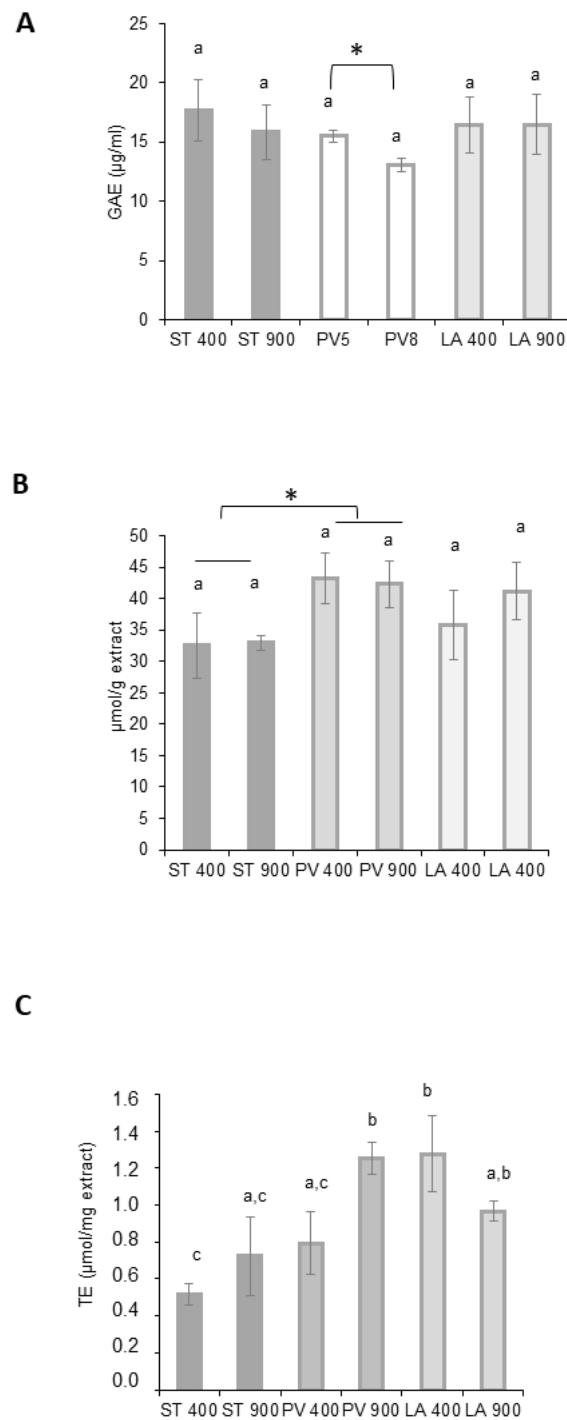 A
25
20
15
10
5
0
GAE (µg/ml)
a
a
*
a
a
a
a
ST 400 ST 900 PV5 PV8 LA 400 LA 900
B
50
45
40
35
30
25
20
15
10
5
0
µmol/g extract
*
a
a
a
a
a
a
ST 400 ST 900 PV 400 PV 900 LA 400 LA 400
C
1.6
1.4
1.2
1.0
0.8
0.6
0.4
0.2
0.0
TE (µmol/mg extract)
c
a,c
a,c
b
b
a,b
ST 400 ST 900 PV 400 PV 900 LA 400 LA 900